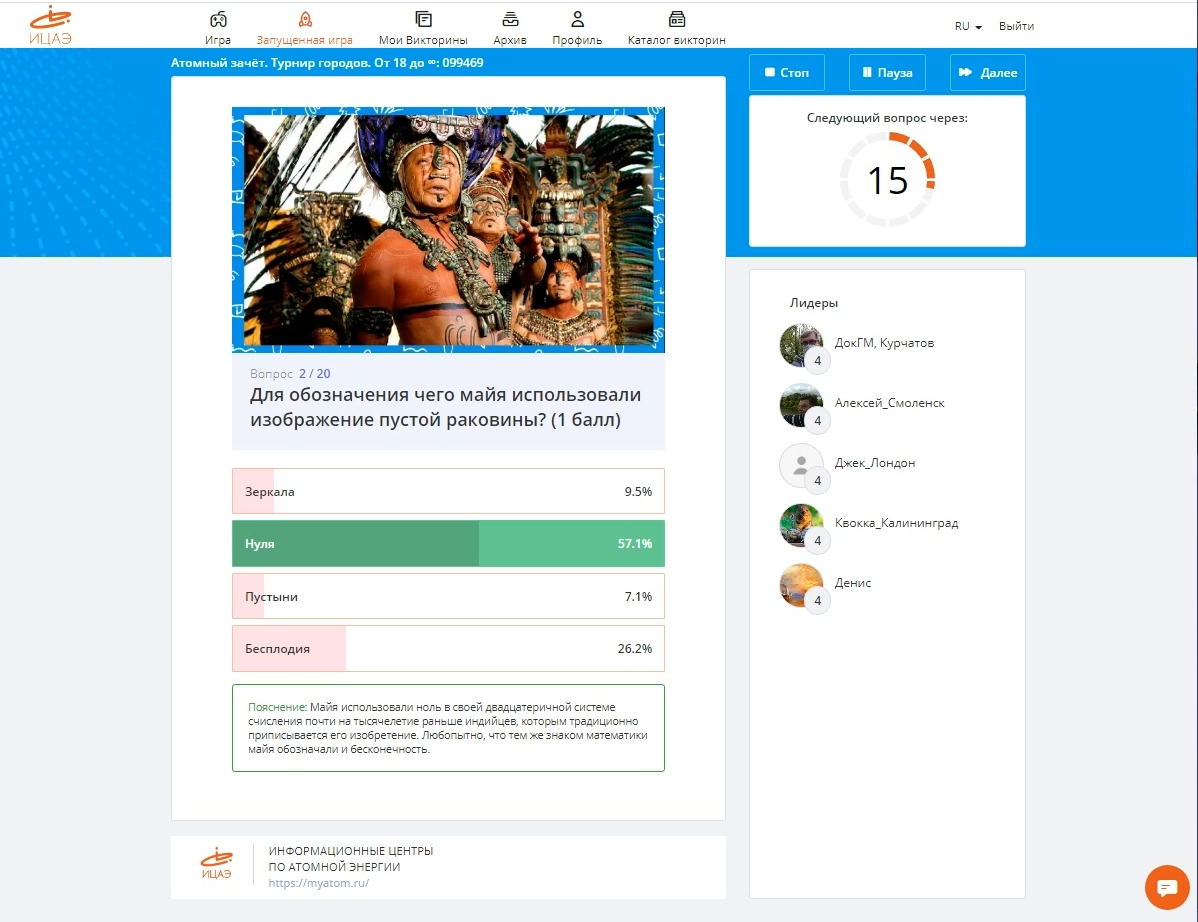 ИЦАЭ
Игра
Запущенная игра
Мои Викторины
Архив
Профиль
Каталог викторин
RU
Выйти
Атомный зачёт. Турнир городов. От 18 до ∞: 099469
Стоп
Пауза
Далее
Следующий вопрос через:
15
Вопрос 2 / 20
Для обозначения чего майя использовали
изображение пустой раковины? (1 балл)
Зеркала 9.5%
Нуля 57.1%
Пустыни 7.1%
Бесплодия 26.2%
Пояснение: Майя использовали ноль в своей двадцатеричной системе
счисления почти на тысячелетие раньше индийцев, которым традиционно
приписывается его изобретение. Любопытно, что тем же знаком математики
майя обозначали и бесконечность.
Лидеры
ДокГМ, Курчатов
4
Алексей_Смоленск
4
Джек_Лондон
4
Квокка_Калининград
4
Денис
4
ИЦАЭ
ИНФОРМАЦИОННЫЕ ЦЕНТРЫ
ПО АТОМНОЙ ЭНЕРГИИ
https://myatom.ru/